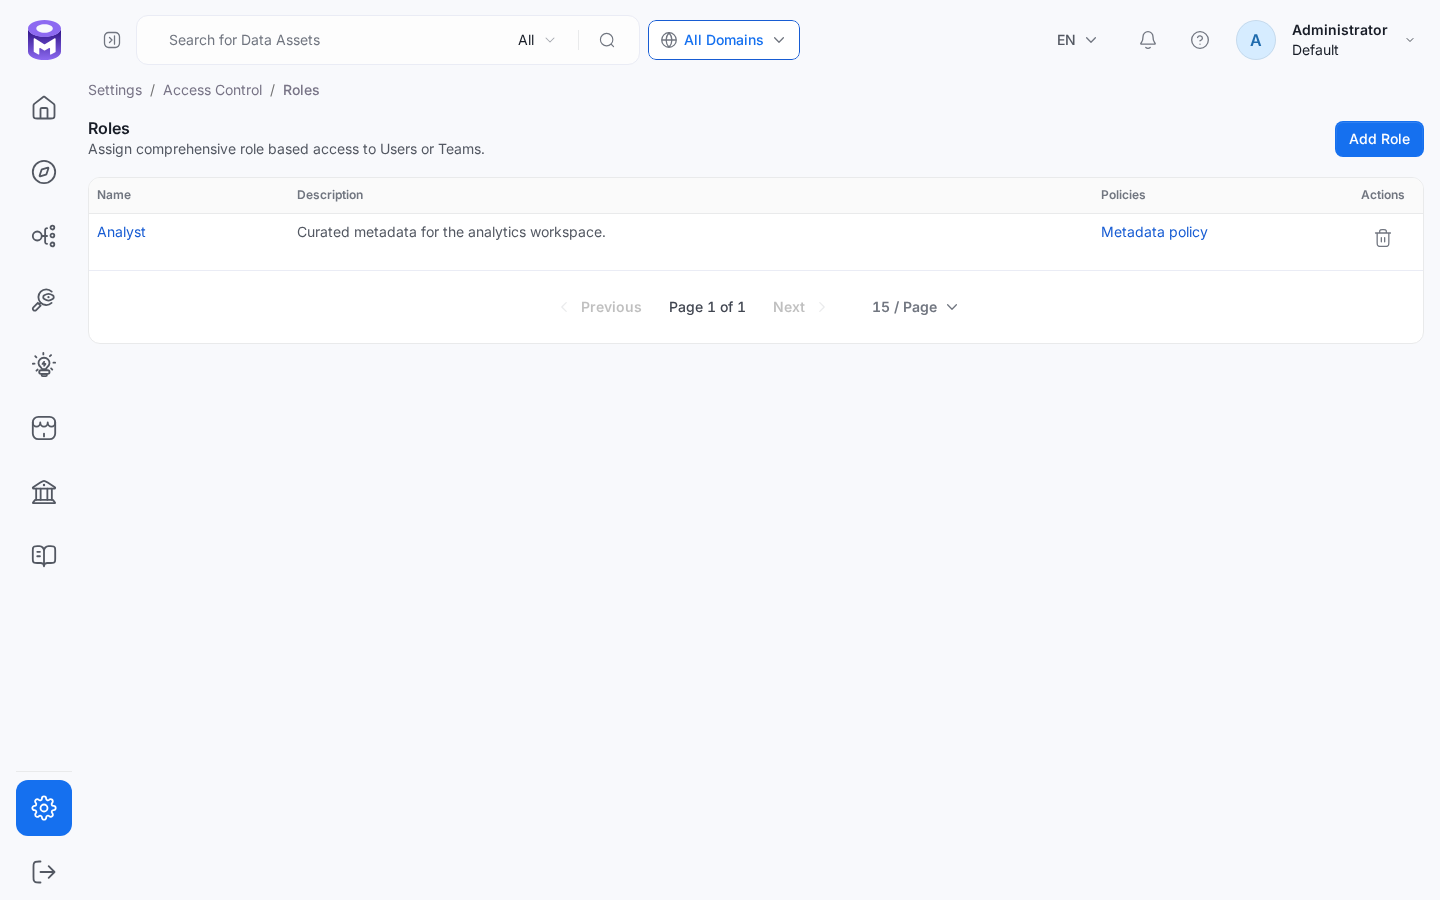 Search for Data Assets
All
All Domains
EN
A
Administrator
Default
Settings / Access Control / Roles
Roles
Assign comprehensive role based access to Users or Teams.
Add Role
Name Description Policies Actions
Analyst Curated metadata for the analytics workspace. Metadata policy
Previous Page 1 of 1 Next 15 / Page